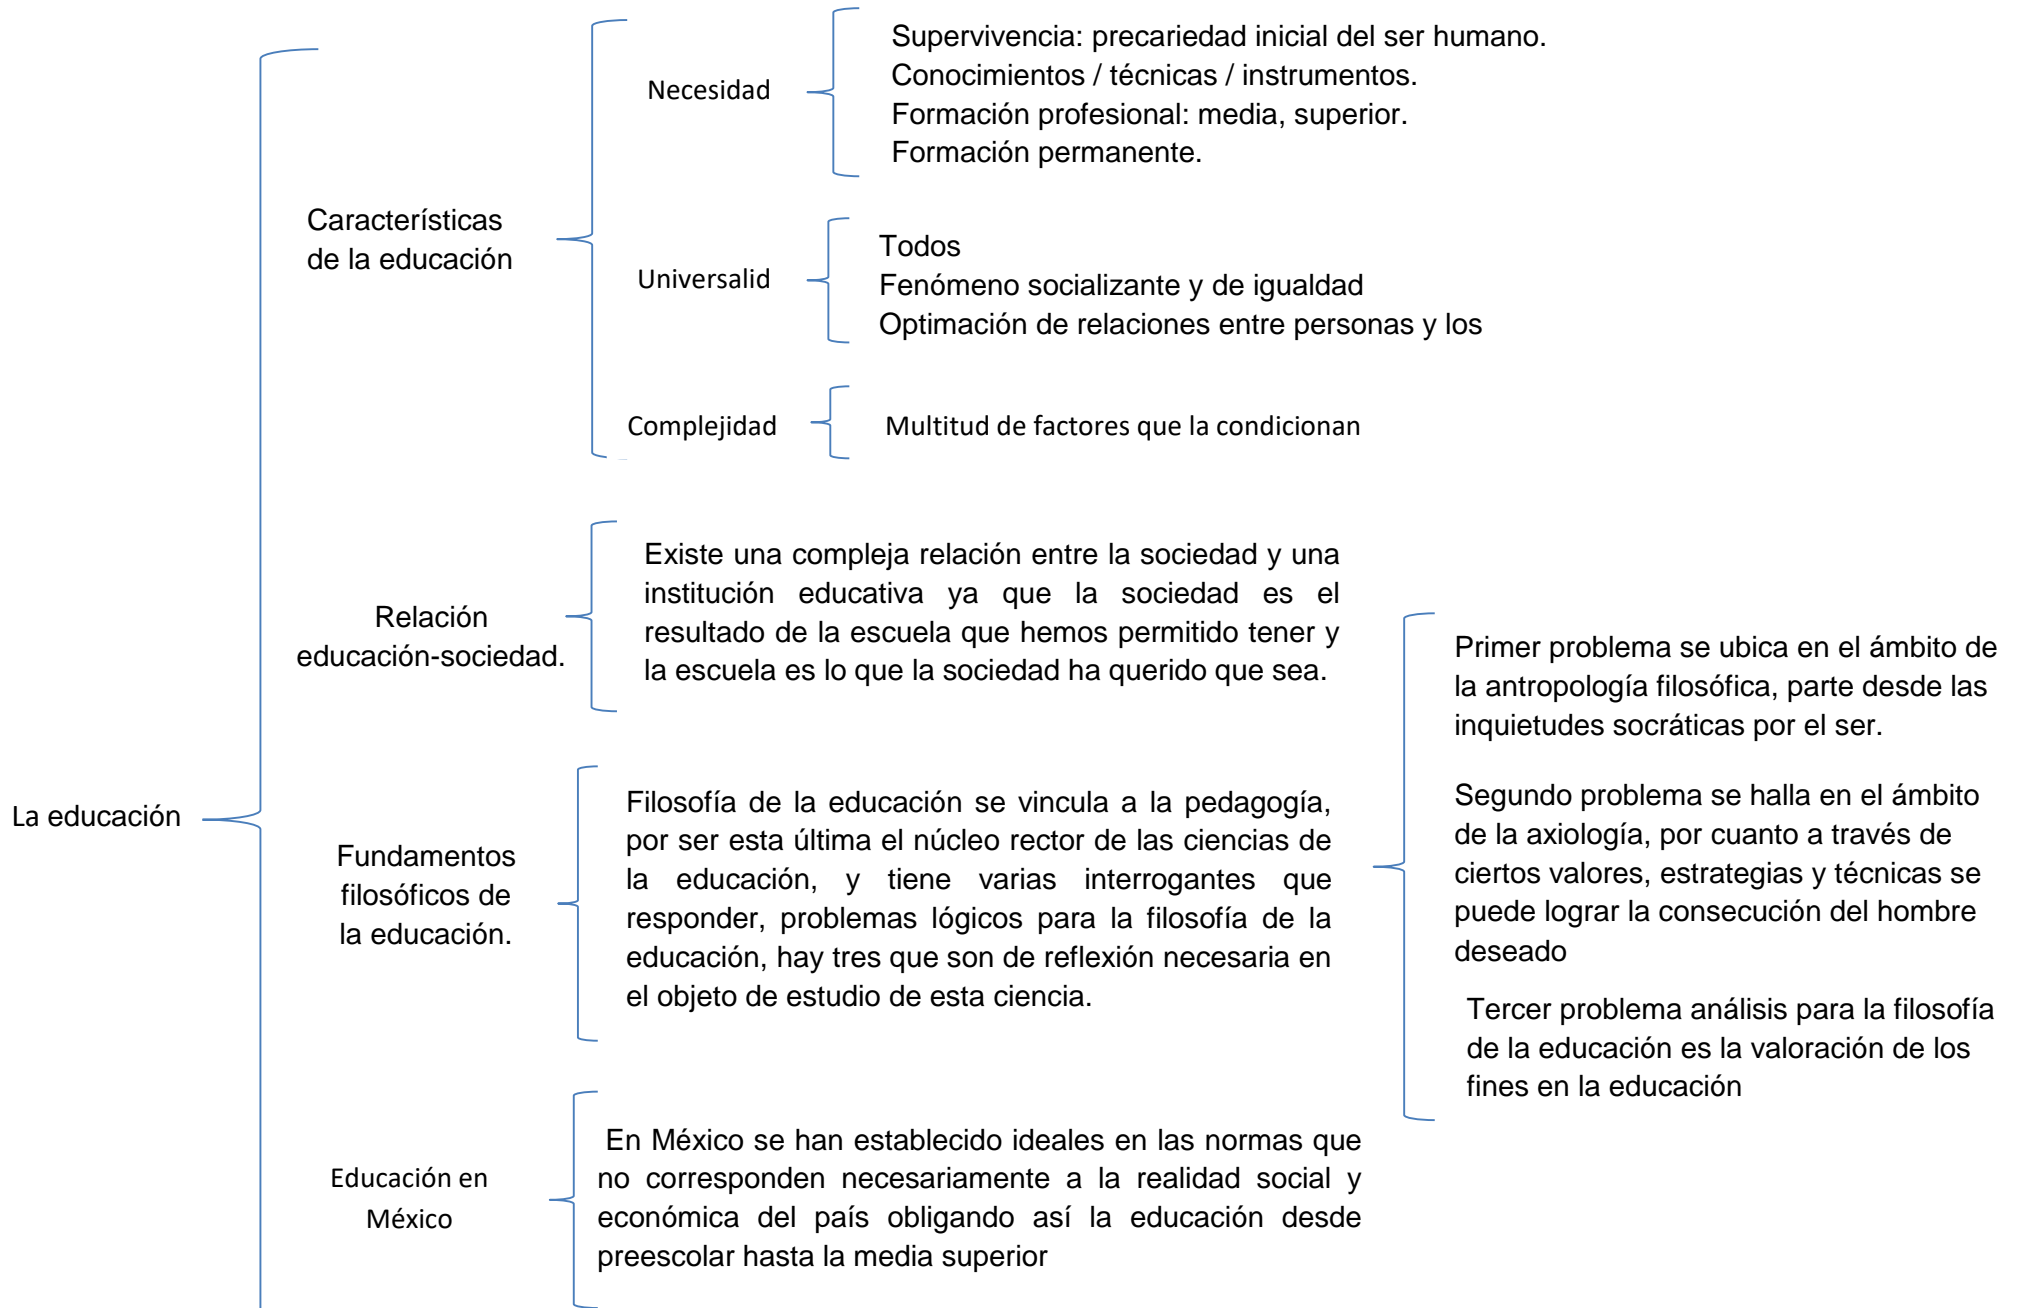 La educación
Característicias
de la educación
Necesidad
Supervivencia: precariedad inicial del ser humano.
Conocimientos / técnicas / instrumentos.
Formación profesional: media, superior.
Formación permanente.
Universalid
Todos
Fenómeno socializante y de igualdad
Optimación de relaciones entre personas y los
Complejidad
Multitud de factores que la condicionan
Relación
educación-sociedad.
Existe una compleja relación entre la sociedad y una
institución educativa ya que la sociedad es el
resultado de la escuela que hemos permitido tener y
la escuela es lo que la sociedad ha querido que sea.
Fundamentos
filosóficos de
la educación.
Filosofía de la educación se vincula a la pedagogía,
por ser esta última el núcleo rector de las ciencias de
la educación, y tiene varias interrogantes que
responder, problemas lógicos para la filosofía de la
educación, hay tres que son de reflexión necesaria en
el objeto de estudio de esta ciencia.
Primer problema se ubica en el ámbito de
la antropología filosófica, parte desde las
inquietudes socráticas por el ser.
Segundo problema se halla en el ámbito
de la axiología, por cuanto a través de
ciertos valores, estrategias y técnicas se
puede lograr la consecución del hombre
deseado
Tercer problema análisis para la filosofía
de la educación es la valoración de los
fines en la educación
Educación en
México
En México se han establecido ideales en las normas que
no corresponden necesariamente a la realidad social y
económica del país obligando así la educación desde
preescolar hasta la media superior